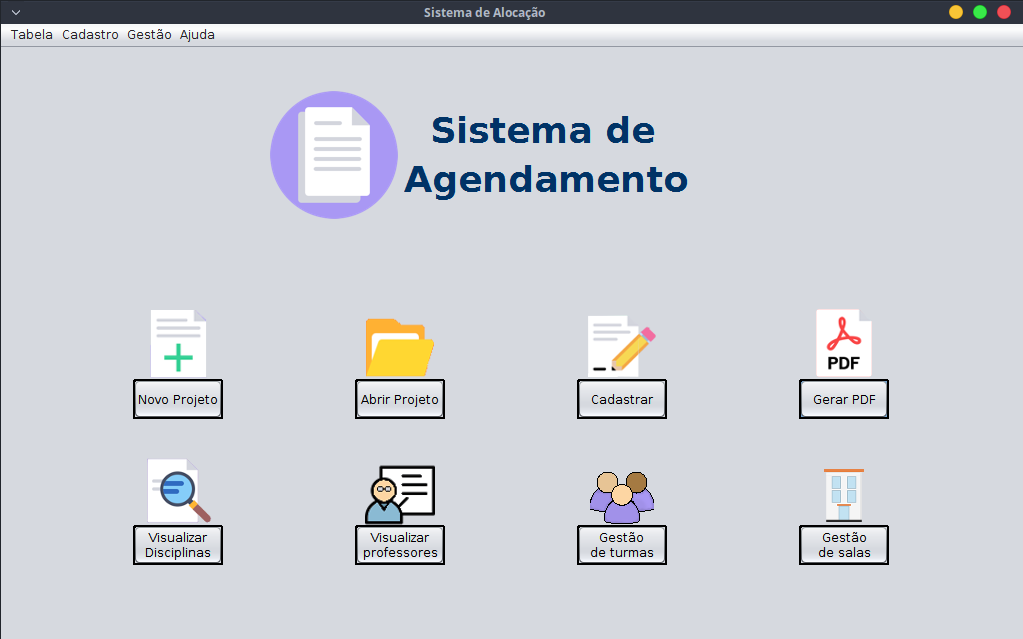 Sistema de Alocação
Tabela Cadastro Gestão Ajuda
Sistema de
Agendamento
PDF
Novo Projeto
Abrir Projeto
Cadastrar
Gerar PDF
Visualizar
Disciplinas
Visualizar
professores
Gestão
de turmas
Gestão
de salas